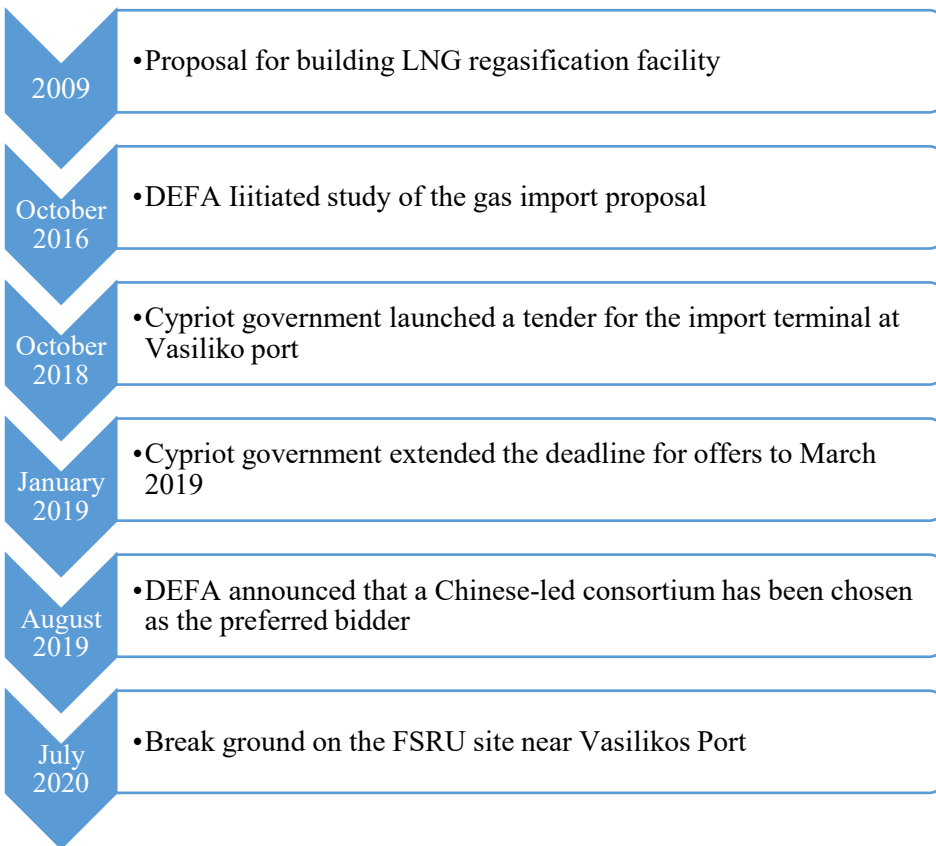 2009
•Proposal for building LNG regasification facility
October
2016
•DEFA Iiitiated study of the gas import proposal
October
2018
•Cypriot government launched a tender for the import terminal at
Vasiliko port
January
2019
•Cypriot government extended the deadline for offers to March
2019
August
2019
•DEFA announced that a Chinese-led consortium has been chosen
as the preferred bidder
July
2020
•Break ground on the FSRU site near Vasilikos Port